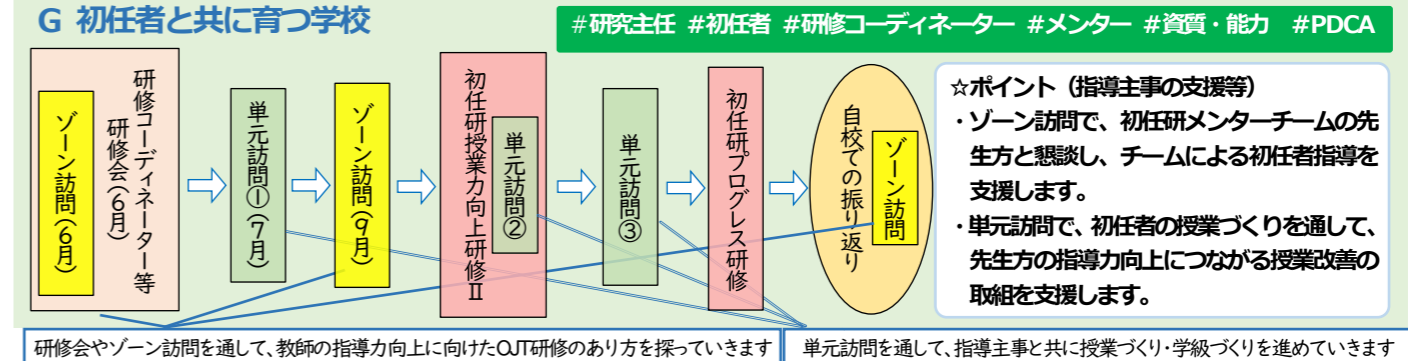 G 初任者と共に育つ学校
#研究主任 #初任者 #研修コーディネーター #メンター #資質・能力 #PDCA
研修コーディネーター等
研修会(6月)
ゾーン訪問(6月)
単元訪問①(7月)
ゾーン訪問(9月)
初任研授業力向上研修Ⅱ
単元訪問②
単元訪問③
初任研プログレス研修
自校での振り返り
ゾーン訪問
☆ポイント(指導主事の支援等)
・ゾーン訪問で、初任研メンターチームの先
生方と懇談し、チームによる初任者指導を
支援します。
・単元訪問で、初任者の授業づくりを通して、
先生方の指導力向上につながる授業改善の
取組を支援します。
研修会やゾーン訪問を通して、教師の指導力向上に向けたOJT研修のあり方を探っていきます
単元訪問を通して、指導主事と共に授業づくり・学級づくりを進めていきます